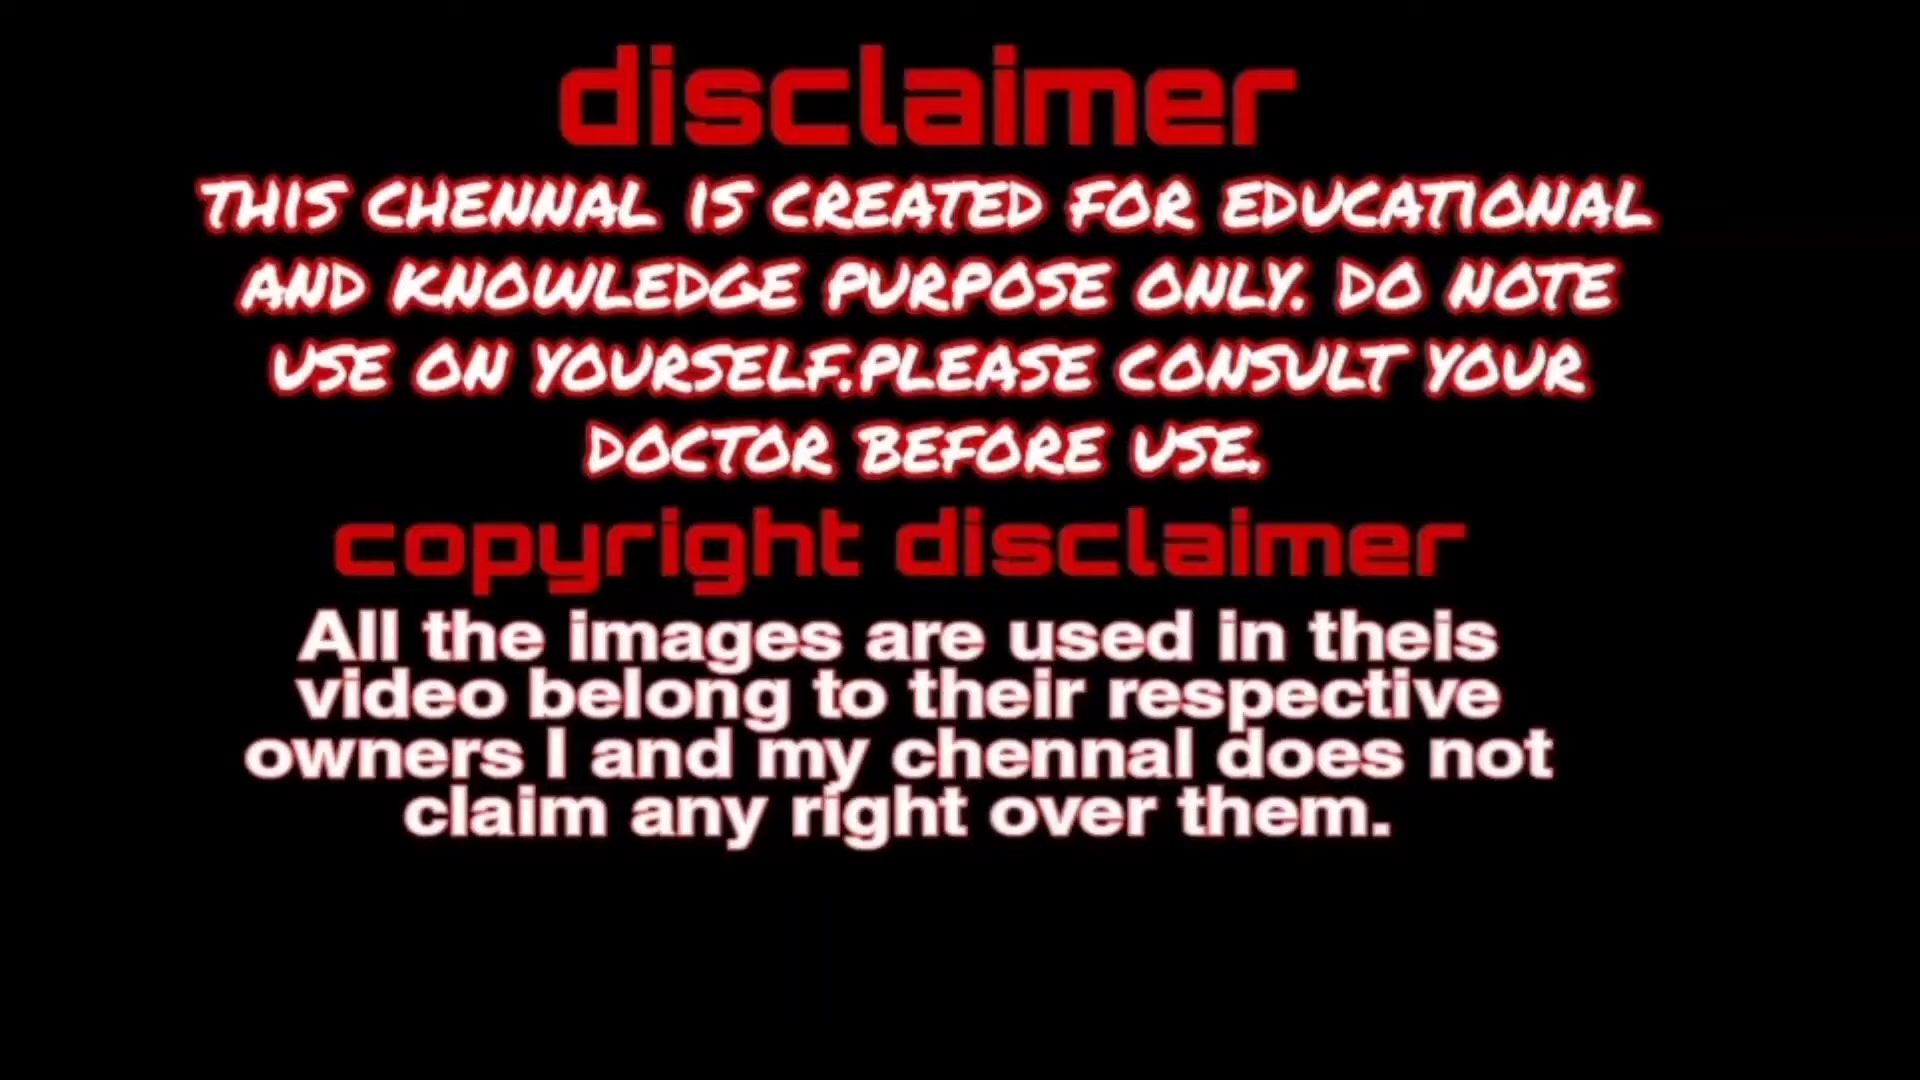 disclaimer
THIS CHENNAL IS CREATED FOR EDUCATIONAL
AND KNOWLEDGE PURPOSE ONLY. DO NOTE
USE ON YOURSELF.PLEASE CONSULT YOUR
DOCTOR BEFORE USE.
copyright disclaimer
All the images are used in theis
video belong to their respective
owners I and my chennal does not
claim any right over them.